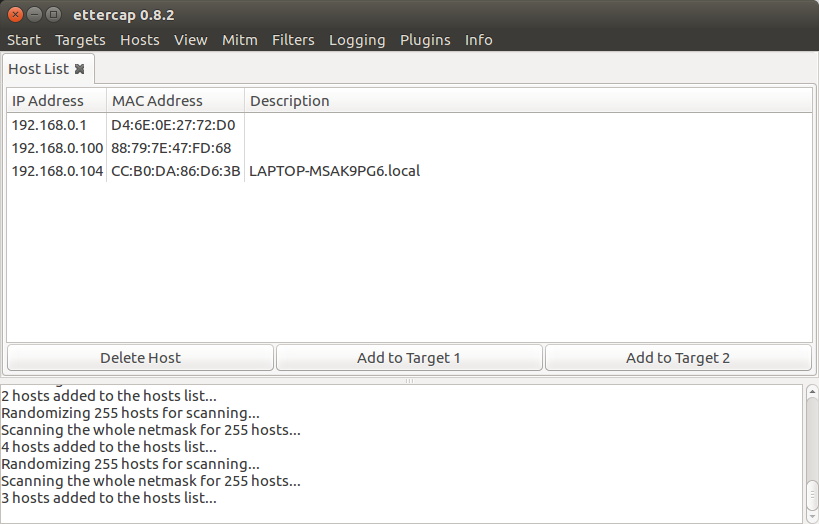 ettercap 0.8.2
Start Targets Hosts View Mitm Filters Logging Plugins Info
Host List
IP Address MAC Address Description
192.168.0.1 D4:6E:0E:27:72:D0
192.168.0.100 88:79:7E:47:FD:68
192.168.0.104 CC:B0:DA:86:D6:3B LAPTOP-MSAK9PG6.local
Delete Host Add to Target 1 Add to Target 2
2 hosts added to the hosts list...
Randomizing 255 hosts for scanning...
Scanning the whole netmask for 255 hosts...
4 hosts added to the hosts list...
Randomizing 255 hosts for scanning...
Scanning the whole netmask for 255 hosts...
3 hosts added to the hosts list...